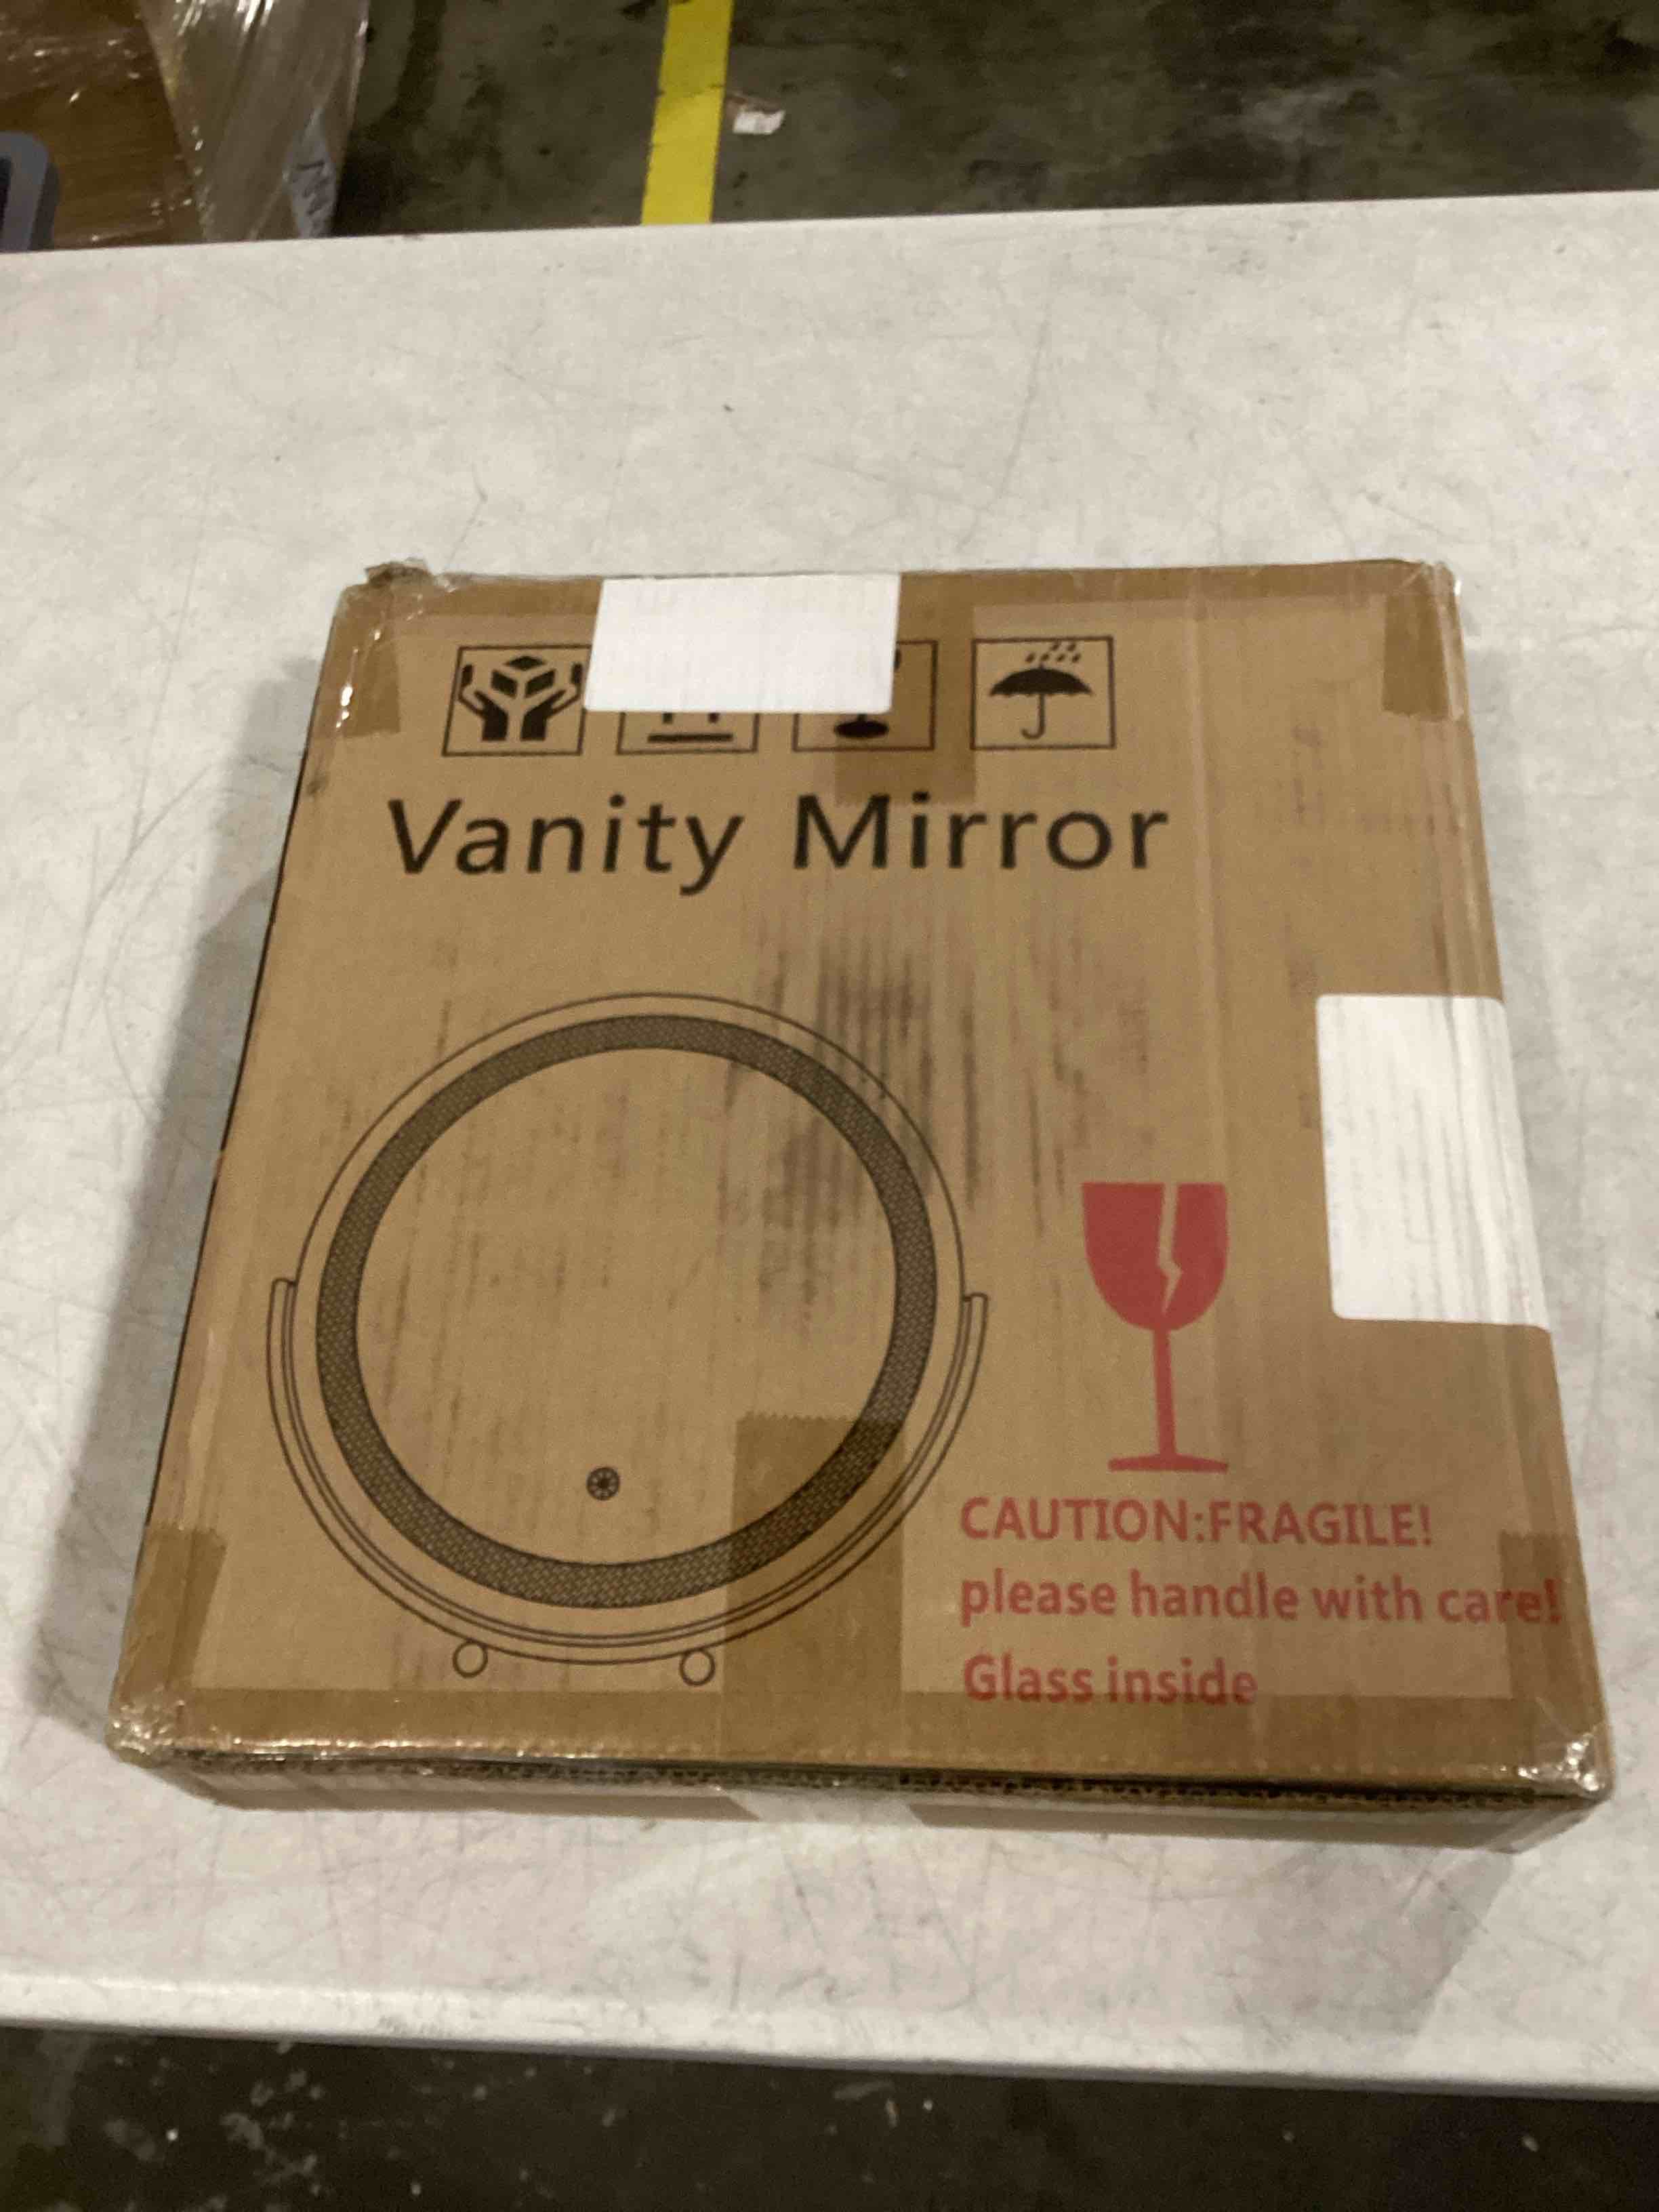 Vanity Mirror
CAUTION:FRAGILE!
please handle with care!
Glass inside